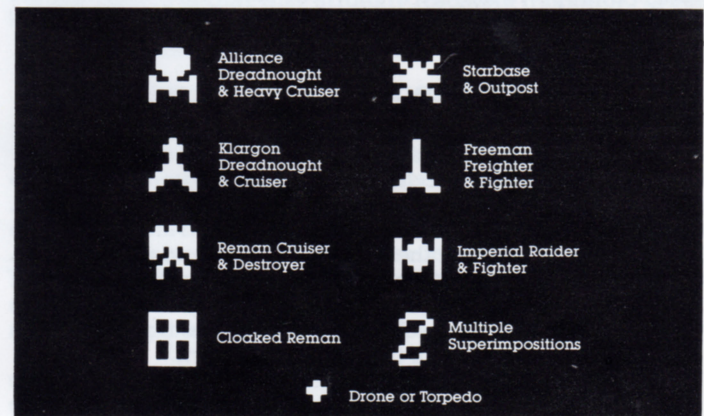 Alliance
Dreadnought
& Heavy Cruiser
Starbase
& Outpost
Klargon
Dreadnought
& Cruiser
Freeman
Freighter
& Fighter
Reman Cruiser
& Destroyer
Imperial Raider
& Fighter
Cloaked Reman
Multiple
Superimpositions
Drone or Torpedo